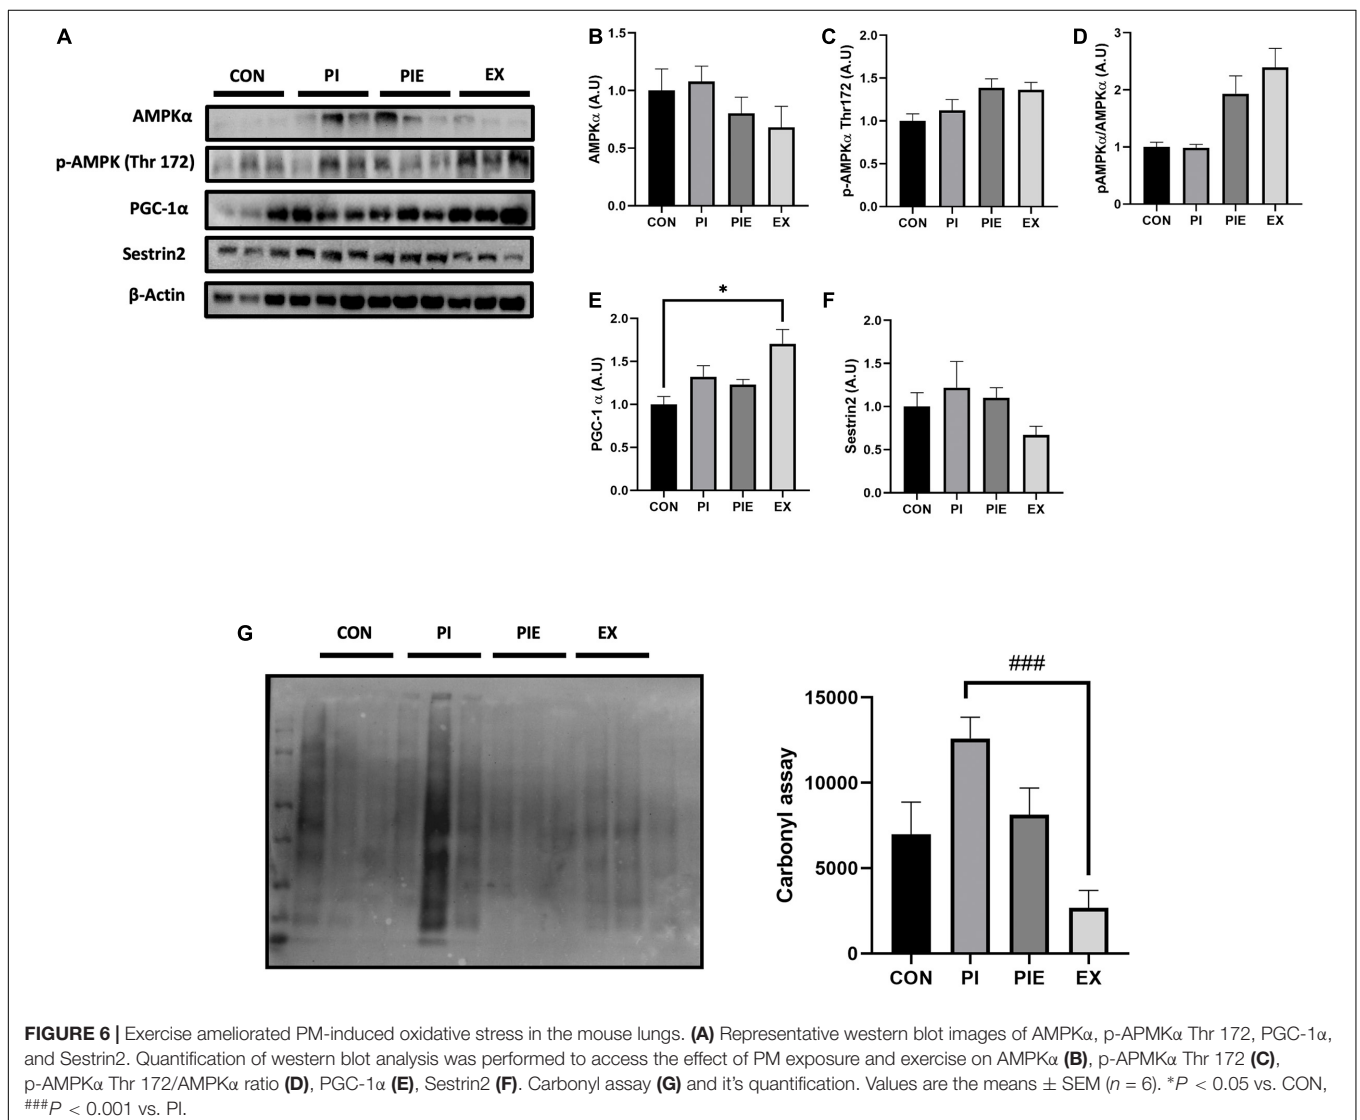 A
CON PI PIE EX
AMPKα
p-AMPK (Thr 172)
PGC-1α
Sestrin2
β-Actin
B
AMPKα (A.U)
1.5
1.0
0.5
0.0
CON PI PIE EX
C
p-AMPKα Thr172 (A.U)
2.0
1.5
1.0
0.5
0.0
CON PI PIE EX
D
pAMPKα/AMPKα (A.U)
3
2
1
0
CON PI PIE EX
E
*
PGC-1 α (A.U)
2.0
1.5
1.0
0.5
0.0
CON PI PIE EX
F
Sestrin2 (A.U)
2.0
1.5
1.0
0.5
0.0
CON PI PIE EX
G
CON PI PIE EX
###
Carbonyl assay
15000
10000
5000
0
CON PI PIE EX
FIGURE 6 | Exercise ameliorated PM-induced oxidative stress in the mouse lungs. (A) Representative western blot images of AMPKα, p-APMKα Thr 172, PGC-1α,
and Sestrin2. Quantification of western blot analysis was performed to access the effect of PM exposure and exercise on AMPKα (B), p-APMKα Thr 172 (C),
p-AMPKα Thr 172/AMPKα ratio (D), PGC-1α (E), Sestrin2 (F). Carbonyl assay (G) and it's quantification. Values are the means ± SEM (n = 6). *P < 0.05 vs. CON,
###P < 0.001 vs. PI.